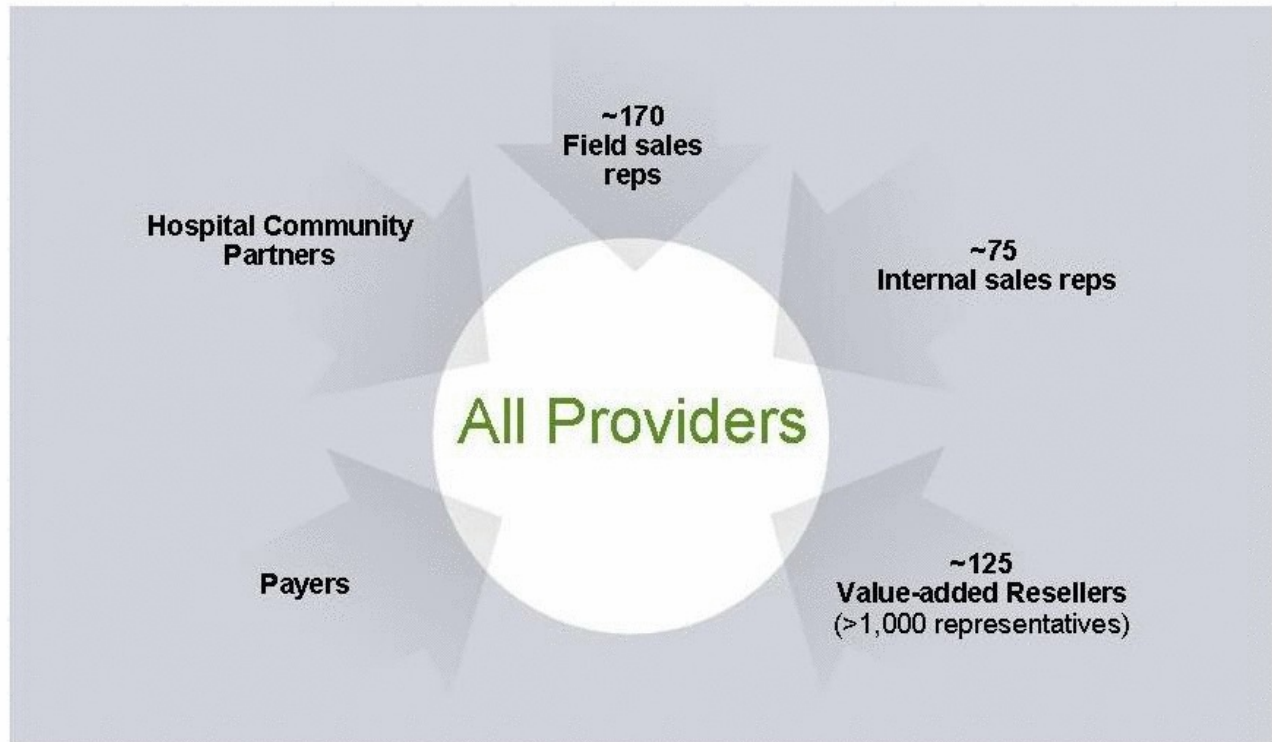 ~170
Field sales
reps
Hospital Community
Partners
~75
Internal sales reps
All Providers
Payers
~125
Value-added Resellers
(>1,000 representatives)